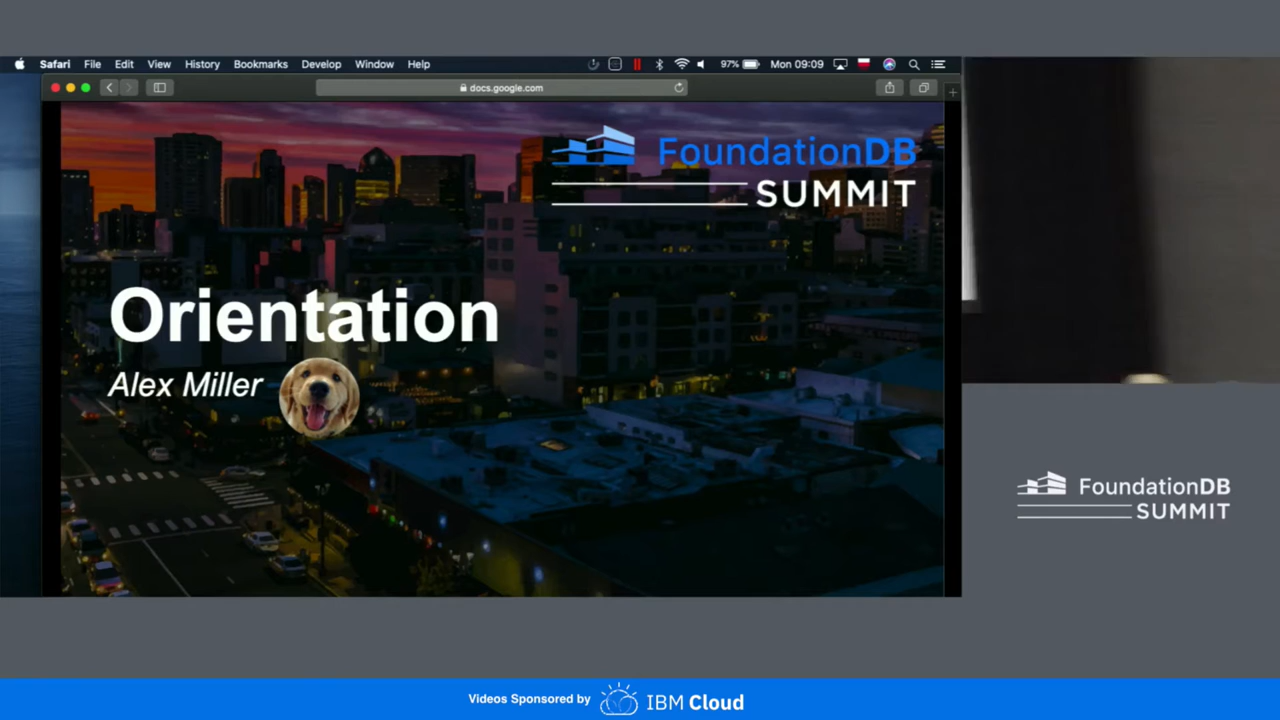 Safari File Edit View History Bookmarks Develop Window Help 97% Mon 09:09
docs.google.com
FoundationDB
SUMMIT
Orientation
Alex Miller
FoundationDB
SUMMIT
Videos Sponsored by IBM Cloud